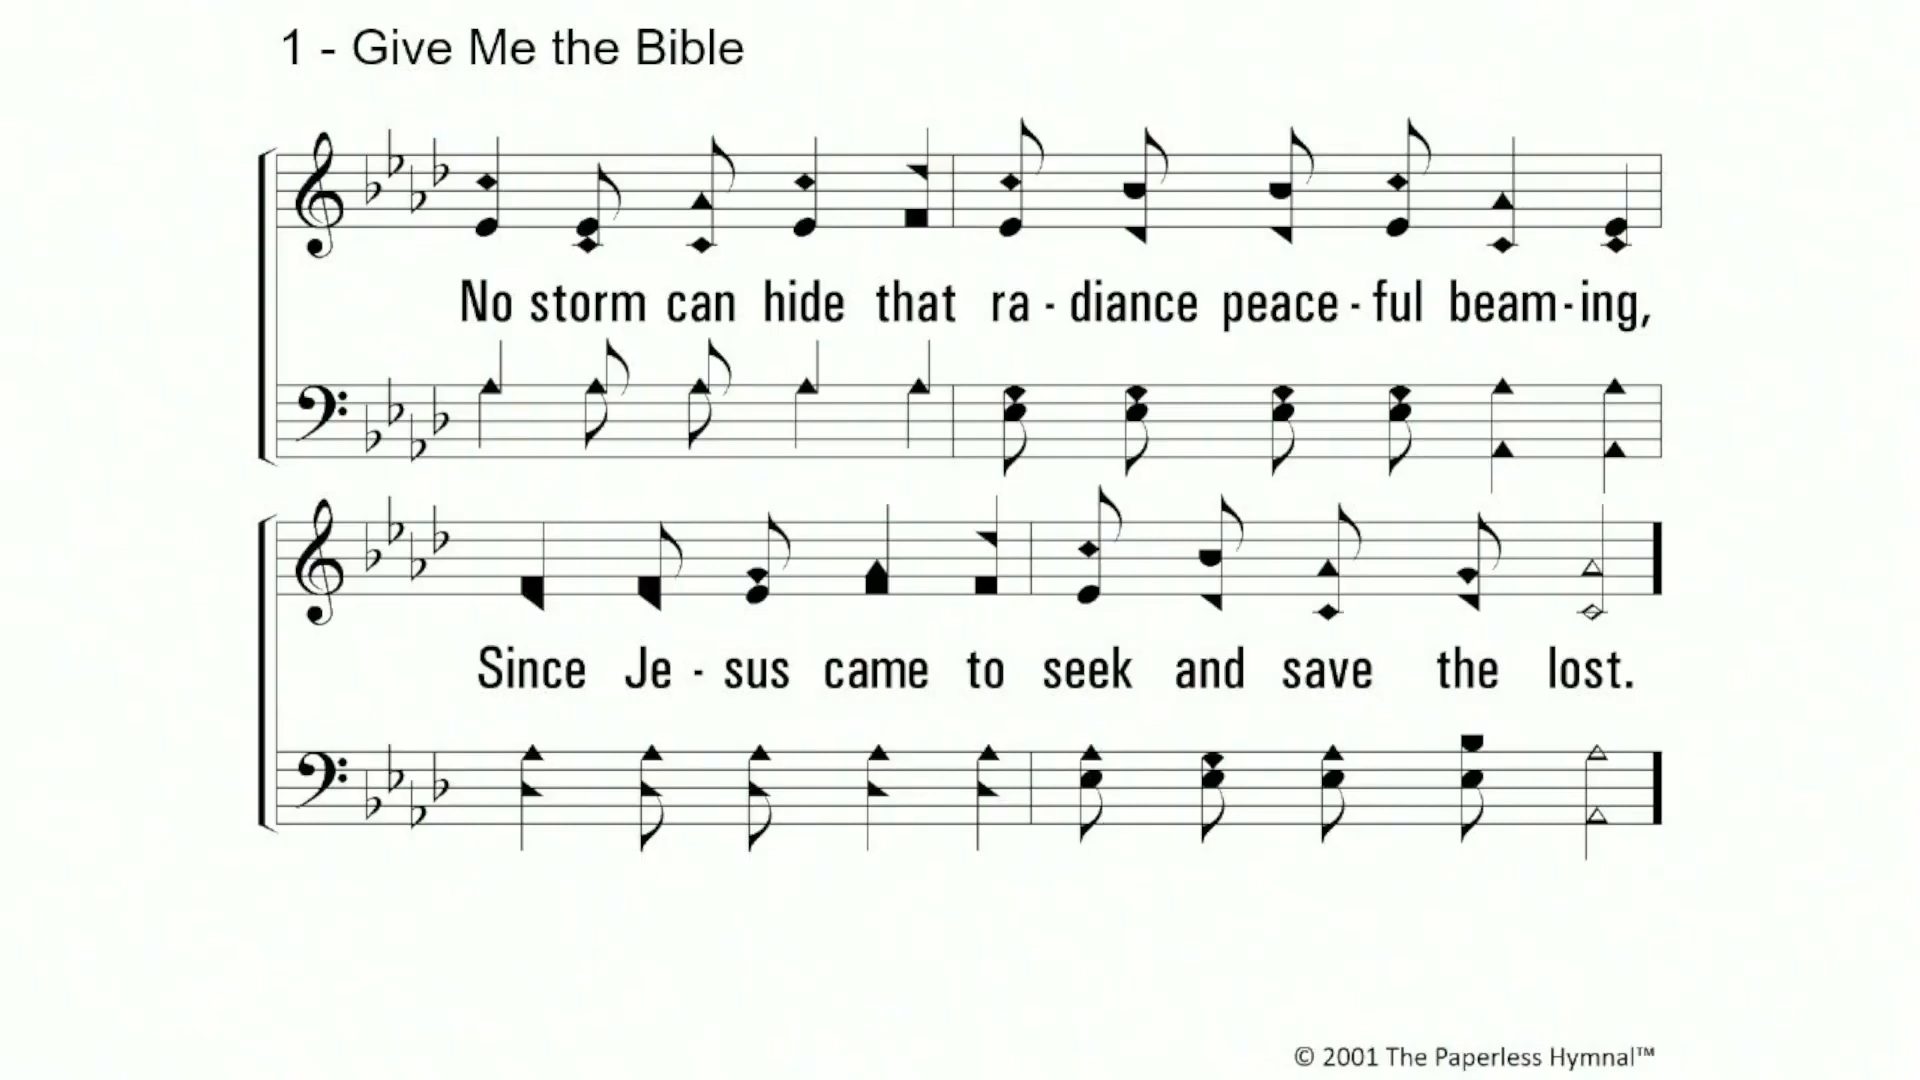 1 - Give Me the Bible
No storm can hide that ra - diance peace - ful beam - ing,
Since Je - sus came to seek and save the lost.
© 2001 The Paperless Hymnal™